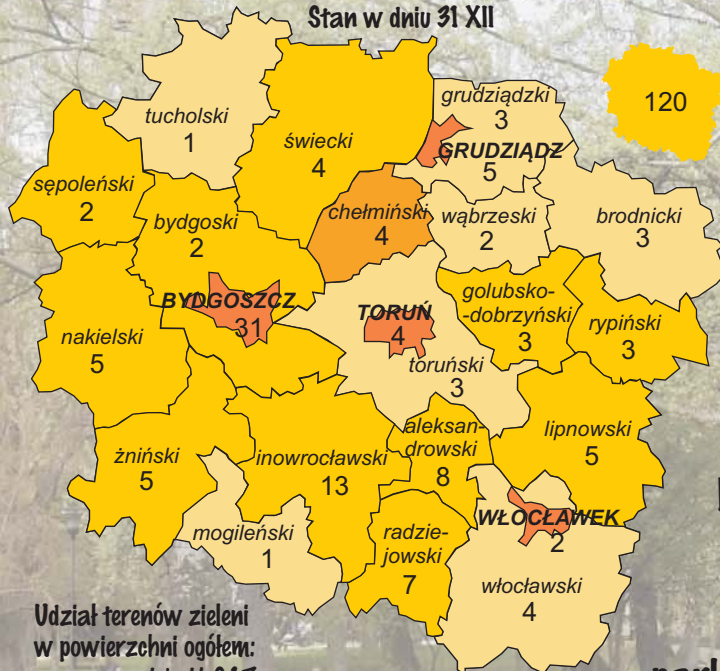 Stan w dniu 31 XII
120
tucholski
1
świecki
4
grudziądzki
3
GRUDZIĄDZ
5
sępoleński
2
bydgoski
2
chełmiński
4
wąbrzeski
2
brodnicki
3
BYDGOSZCZ
31
TORUŃ
4
golubsko-
-dobrzyński
3
rypiński
3
nakielski
5
toruński
3
żniński
5
inowrocławski
13
aleksan-
drowski
8
lipnowski
5
mogileński
1
radzie-
jowski
7
WŁOCŁAWEK
2
włocławski
4
Udział terenów zieleni
w powierzchni ogółem: